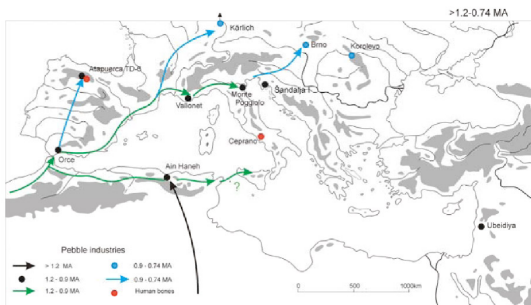 >1.2-0.74 MA
Kärlich
Brno
Korolevo
Atapuerca TD-6
Vallonet
Monte
Poggiolo
Sandalja I
Ceprano
Orce
Ain Haneh
?
Ubeidiya
Pebble industries
> 1.2 MA
0.9 - 0.74 MA
1.2 - 0.9 MA
0.9 - 0.74 MA
1.2 - 0.9 MA
Human bones
0
500
1000km